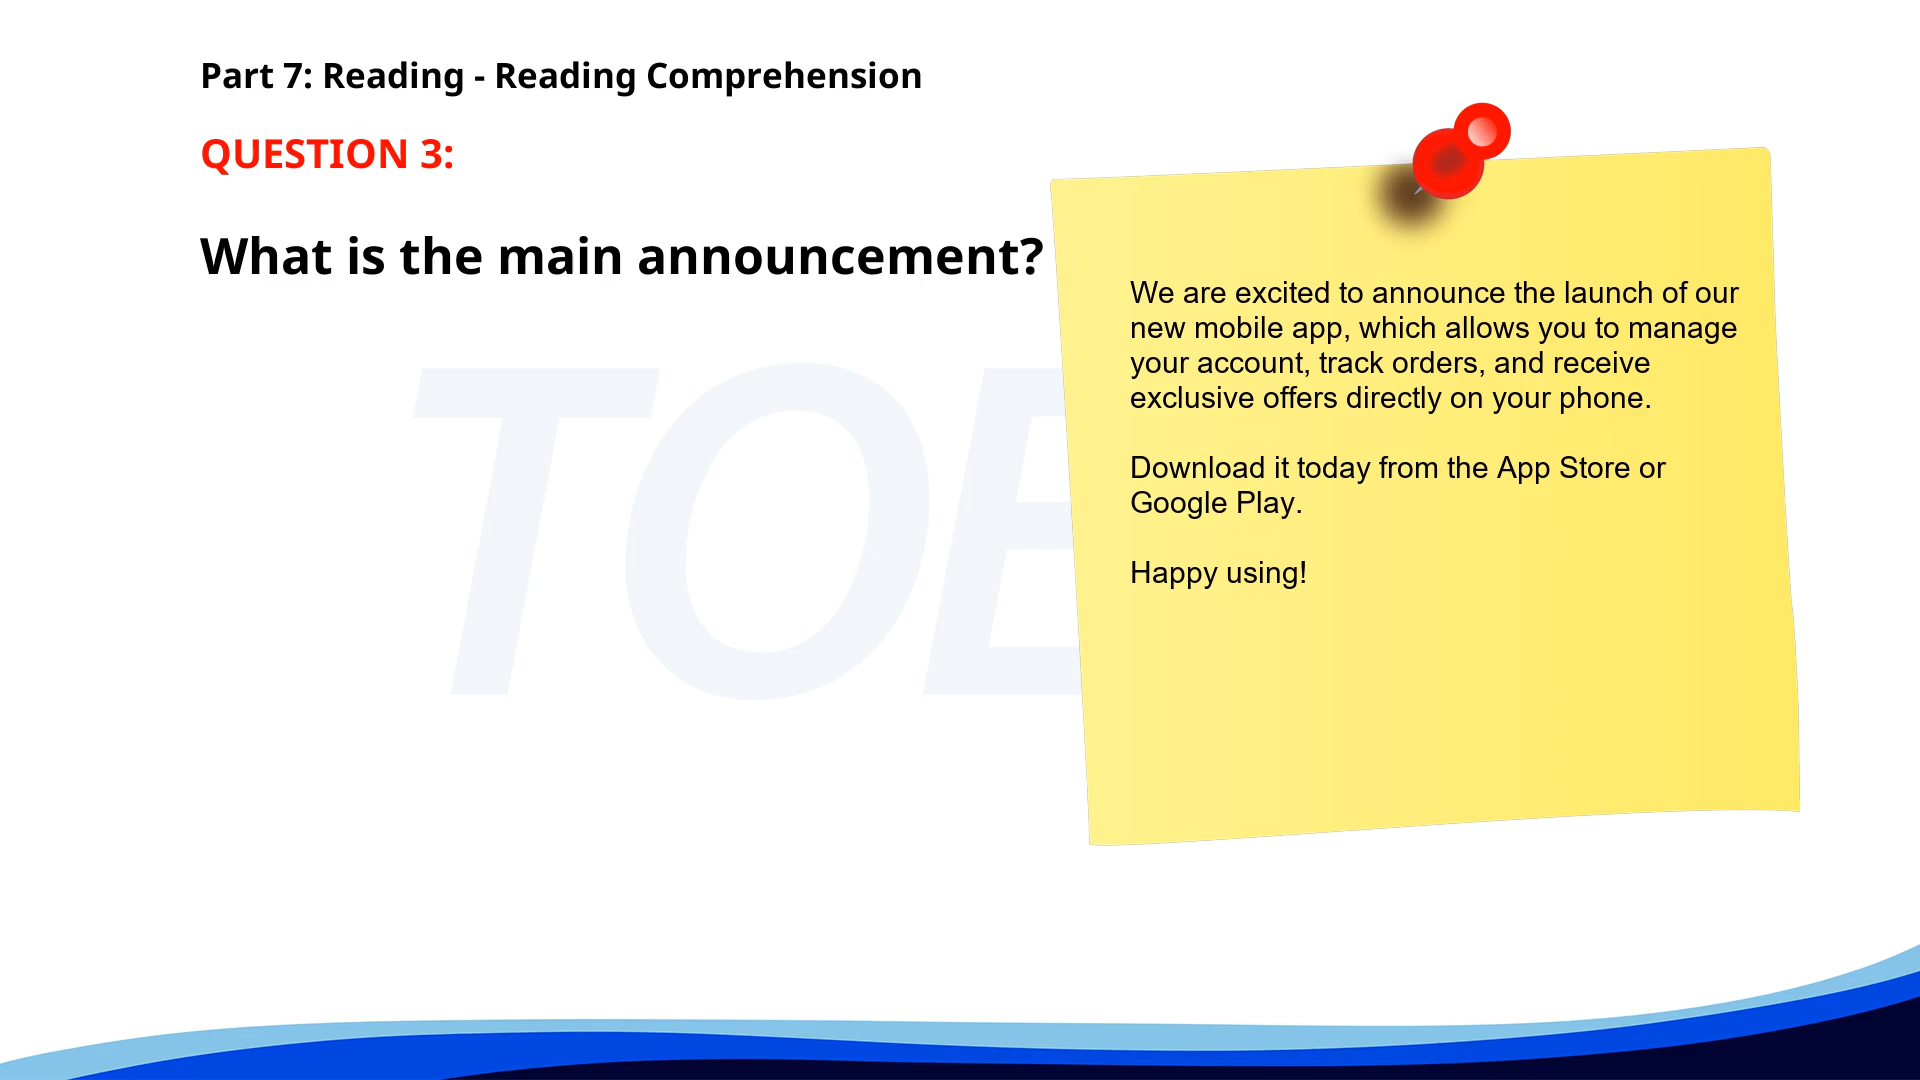 Part 7: Reading - Reading Comprehension
QUESTION 3:
What is the main announcement?
We are excited to announce the launch of our
new mobile app, which allows you to manage
your account, track orders, and receive
exclusive offers directly on your phone.
Download it today from the App Store or
Google Play.
Happy using!
TOE